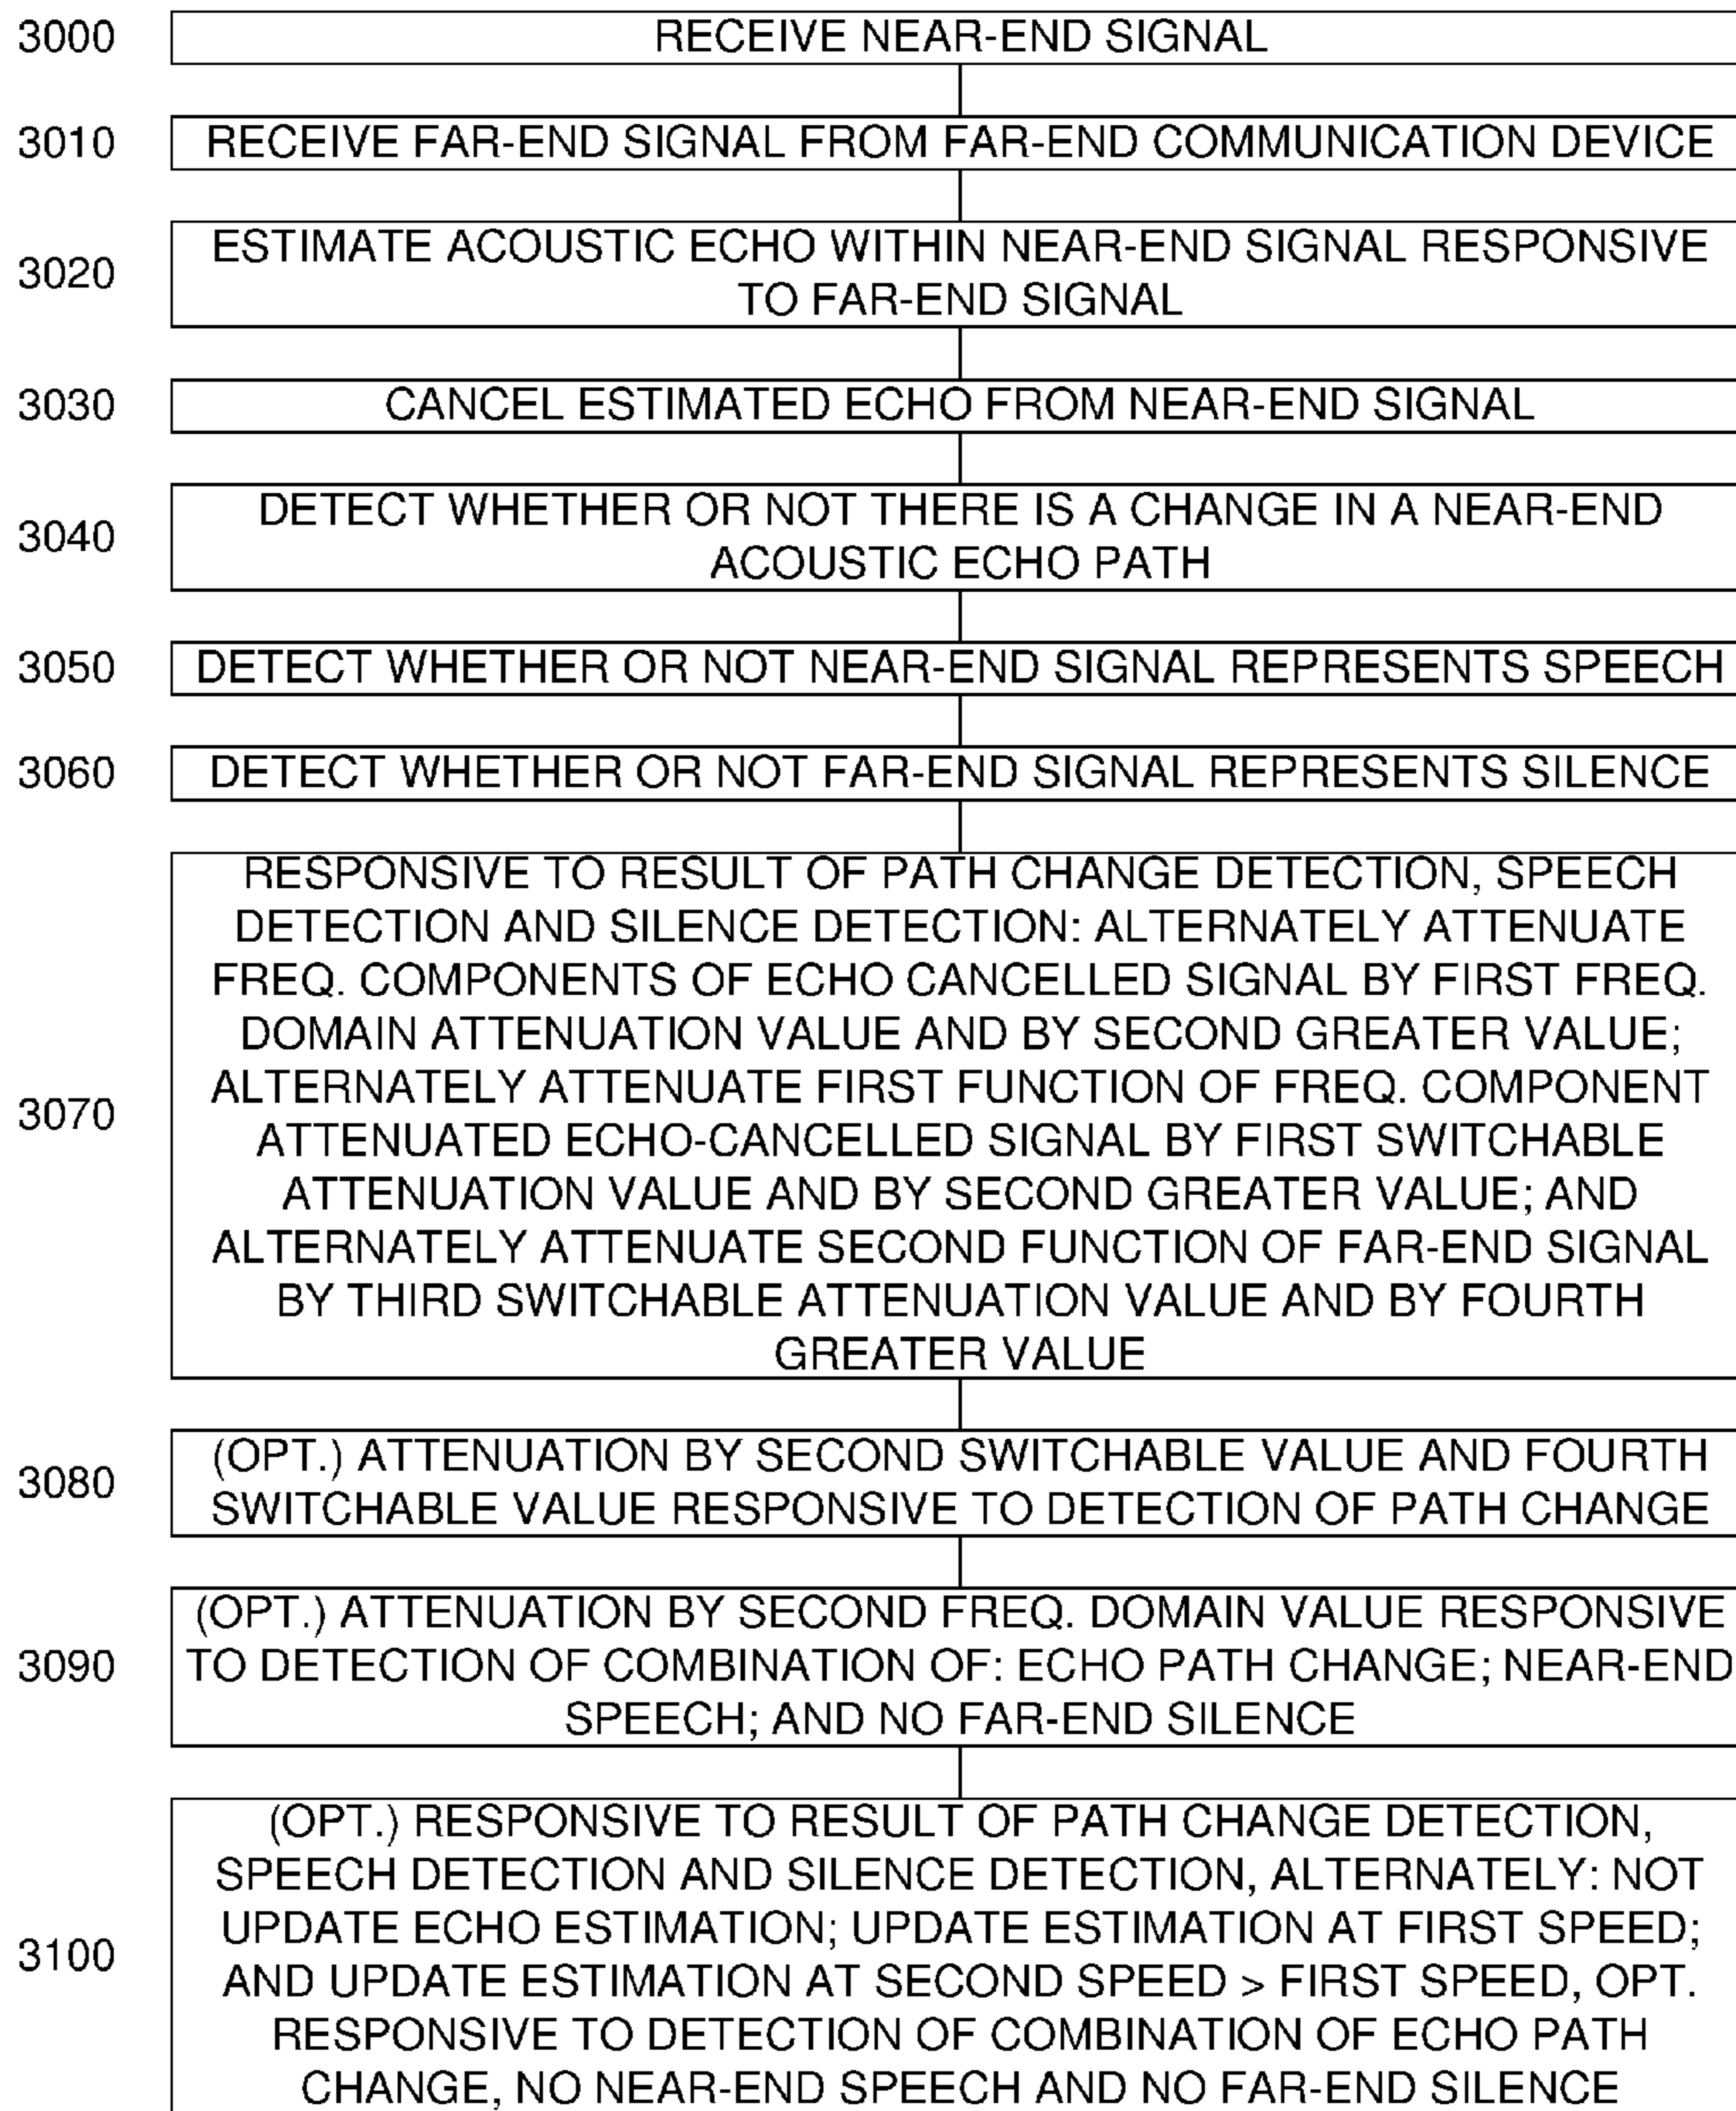 3000
RECEIVE NEAR-END SIGNAL
3010
RECEIVE FAR-END SIGNAL FROM FAR-END COMMUNICATION DEVICE
3020
ESTIMATE ACOUSTIC ECHO WITHIN NEAR-END SIGNAL RESPONSIVE
TO FAR-END SIGNAL
3030
CANCEL ESTIMATED ECHO FROM NEAR-END SIGNAL
3040
DETECT WHETHER OR NOT THERE IS A CHANGE IN A NEAR-END
ACOUSTIC ECHO PATH
3050
DETECT WHETHER OR NOT NEAR-END SIGNAL REPRESENTS SPEECH
3060
DETECT WHETHER OR NOT FAR-END SIGNAL REPRESENTS SILENCE
3070
RESPONSIVE TO RESULT OF PATH CHANGE DETECTION, SPEECH
DETECTION AND SILENCE DETECTION: ALTERNATELY ATTENUATE
FREQ. COMPONENTS OF ECHO CANCELLED SIGNAL BY FIRST FREQ.
DOMAIN ATTENUATION VALUE AND BY SECOND GREATER VALUE;
ALTERNATELY ATTENUATE FIRST FUNCTION OF FREQ. COMPONENT
ATTENUATED ECHO-CANCELLED SIGNAL BY FIRST SWITCHABLE
ATTENUATION VALUE AND BY SECOND GREATER VALUE; AND
ALTERNATELY ATTENUATE SECOND FUNCTION OF FAR-END SIGNAL
BY THIRD SWITCHABLE ATTENUATION VALUE AND BY FOURTH
GREATER VALUE
3080
(OPT.) ATTENUATION BY SECOND SWITCHABLE VALUE AND FOURTH
SWITCHABLE VALUE RESPONSIVE TO DETECTION OF PATH CHANGE
3090
(OPT.) ATTENUATION BY SECOND FREQ. DOMAIN VALUE RESPONSIVE
TO DETECTION OF COMBINATION OF: ECHO PATH CHANGE; NEAR-END
SPEECH; AND NO FAR-END SILENCE
3100
(OPT.) RESPONSIVE TO RESULT OF PATH CHANGE DETECTION,
SPEECH DETECTION AND SILENCE DETECTION, ALTERNATELY: NOT
UPDATE ECHO ESTIMATION; UPDATE ESTIMATION AT FIRST SPEED;
AND UPDATE ESTIMATION AT SECOND SPEED > FIRST SPEED, OPT.
RESPONSIVE TO DETECTION OF COMBINATION OF ECHO PATH
CHANGE, NO NEAR-END SPEECH AND NO FAR-END SILENCE